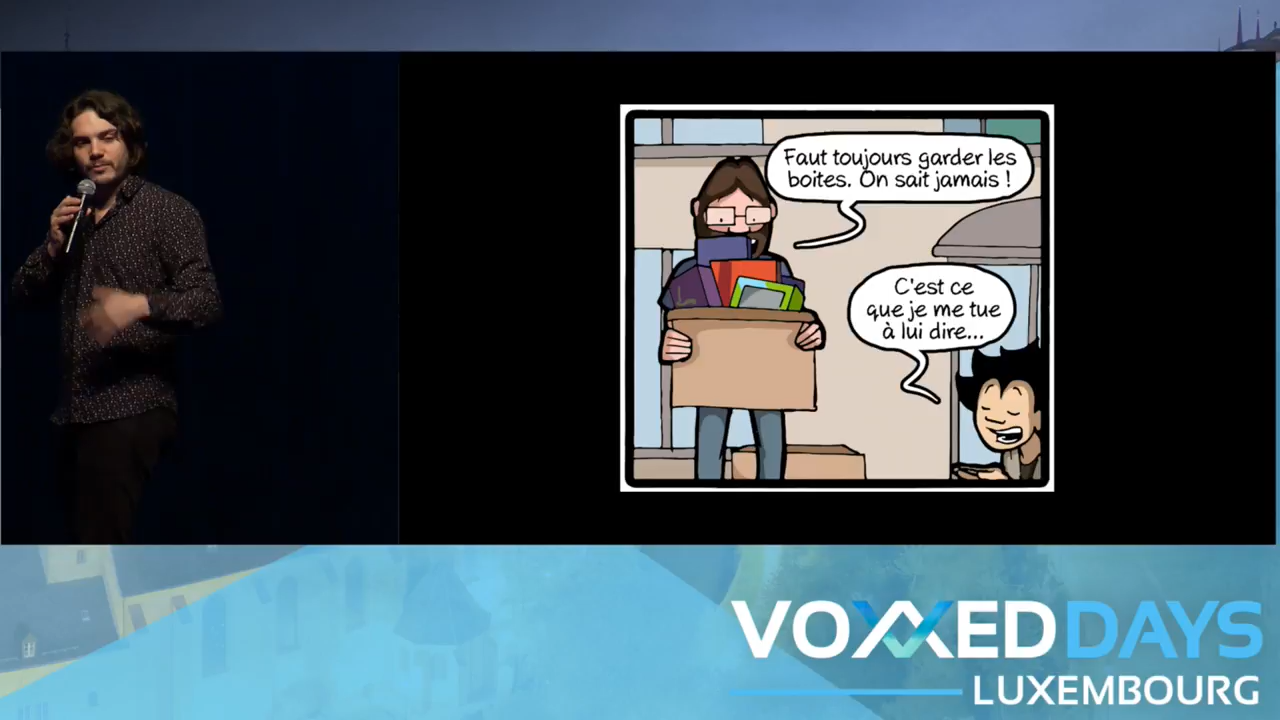 Faut toujours garder les
boites. On sait jamais !
C'est ce
que je me tue
à lui dire...
VOXXED DAYS
LUXEMBOURG